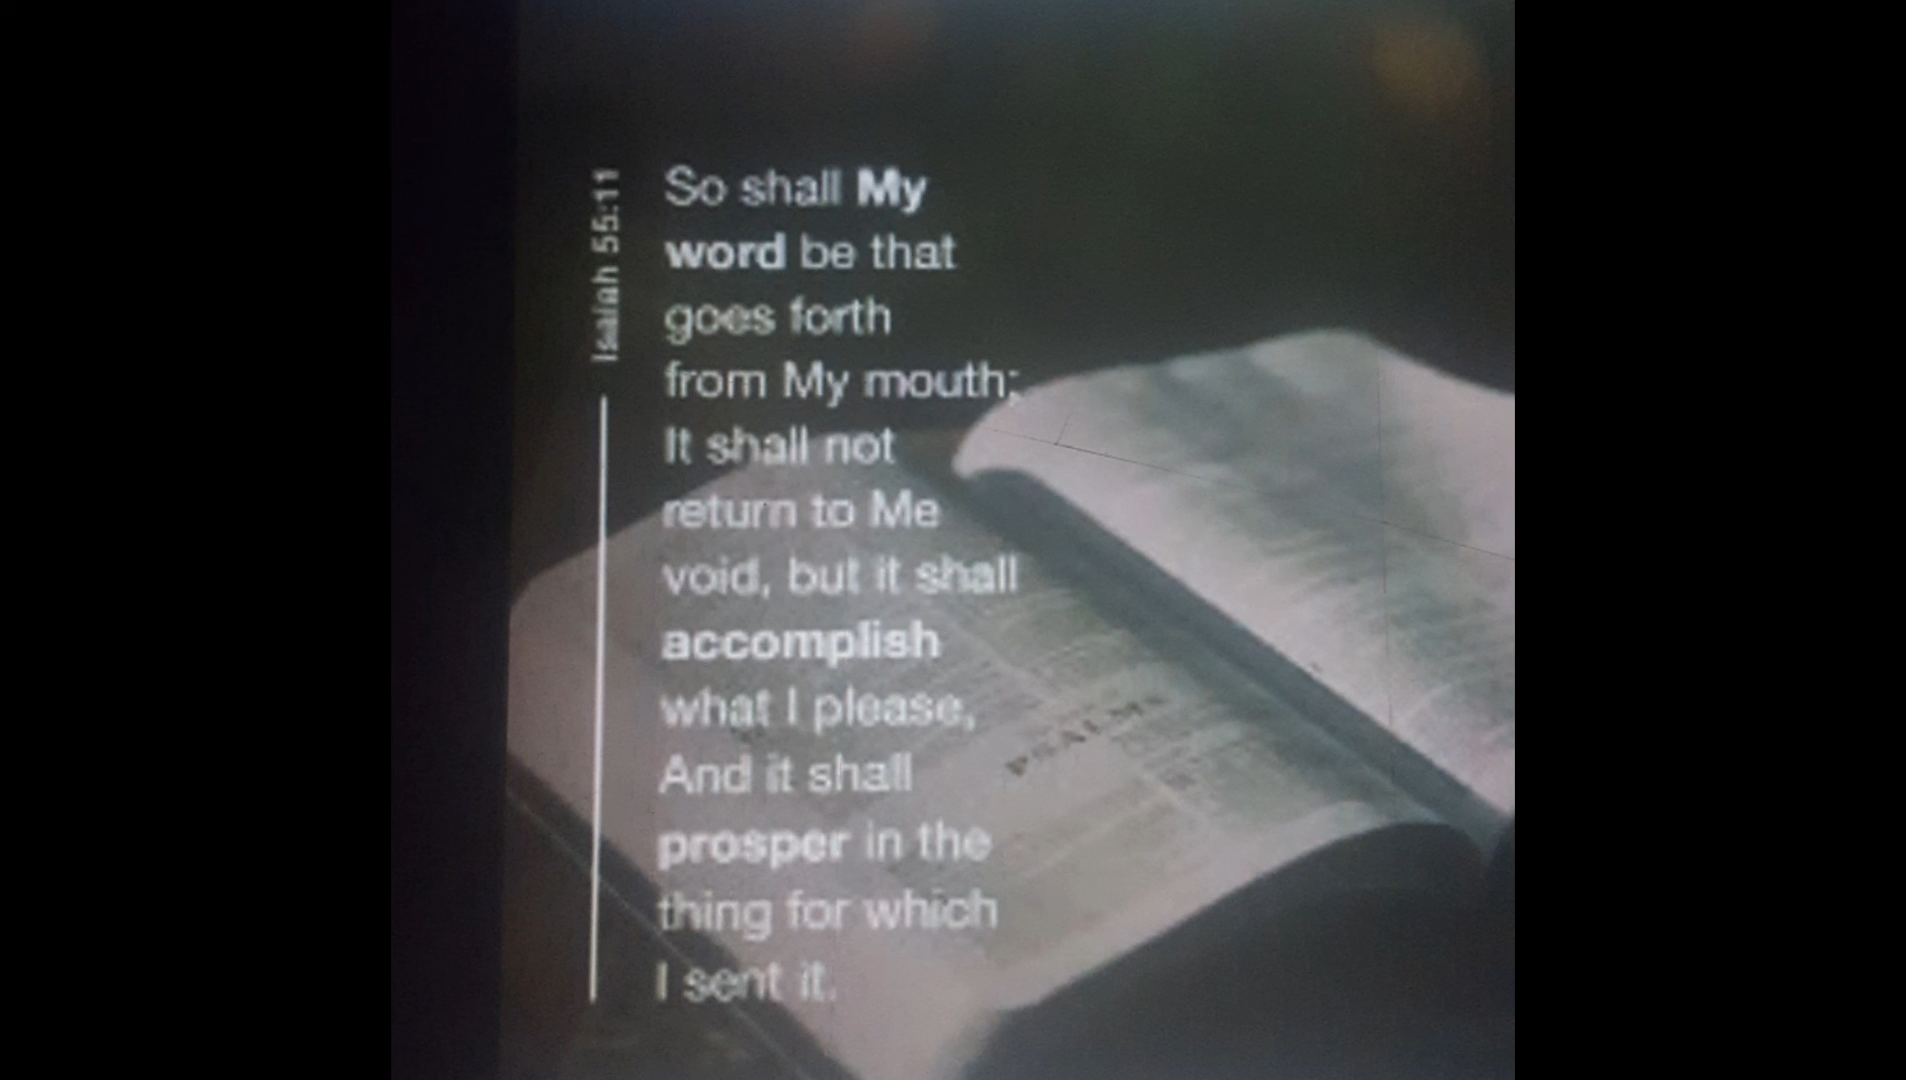 Isaiah 55:11
So shall My
word be that
goes forth
from My mouth;
It shall not
return to Me
void, but it shall
accomplish
what I please,
And it shall
prosper in the
thing for which
I sent it.
PSALMS